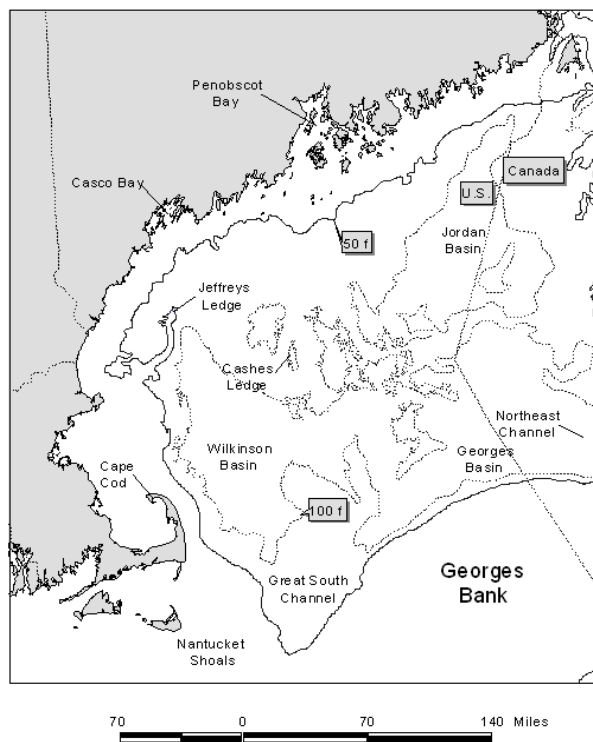 Penobscot
Bay
Canada
Casco Bay
U.S.
Jordan
Basin
50 f
Jeffreys
Ledge
Cashes
Ledge
Northeast
Channel
Wilkinson
Basin
Georges
Basin
Cape
Cod
100 f
Great South
Channel
Georges
Bank
Nantucket
Shoals
70 0 70 140 Miles